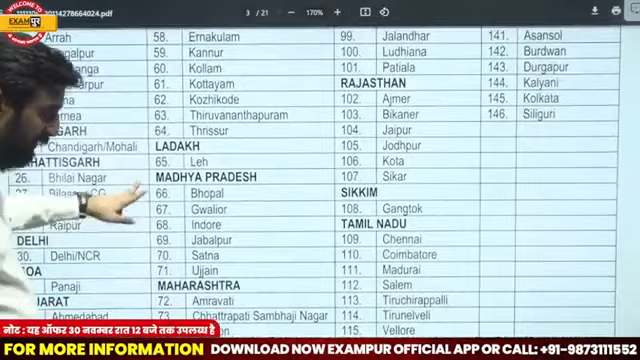 WELCOME TO
EXAMपुर
20114278664024.pdf
3 / 21
170%
Arrah
58. Ernakulam
99. Jalandhar
141. Asansol
59. Kannur
100. Ludhiana
142. Burdwan
60. Kollam
101. Patiala
143. Durgapur
61. Kottayam
RAJASTHAN
144. Kalyani
62. Kozhikode
102. Ajmer
145. Kolkata
63. Thiruvananthapuram
103. Bikaner
146. Siliguri
64. Thrissur
104. Jaipur
Chandigarh/Mohali
LADAKH
105. Jodhpur
65. Leh
106. Kota
26. Bhilai Nagar
MADHYA PRADESH
107. Sikar
66. Bhopal
SIKKIM
67. Gwalior
108. Gangtok
Raipur
68. Indore
TAMIL NADU
DELHI
69. Jabalpur
109. Chennai
30. Delhi/NCR
70. Satna
110. Coimbatore
71. Ujjain
111. Madurai
Panaji
MAHARASHTRA
112. Salem
72. Amravati
113. Tiruchirappalli
Ahmedabad
73. Chhattrapati Sambhaji Nagar
114. Tirunelveli
115. Vellore
नोट : यह ऑफर 30 नवम्बर रात 12 बजे तक उपलब्ध है
FOR MORE INFORMATION DOWNLOAD NOW EXAMPUR OFFICIAL APP OR CALL: +91-9873111552